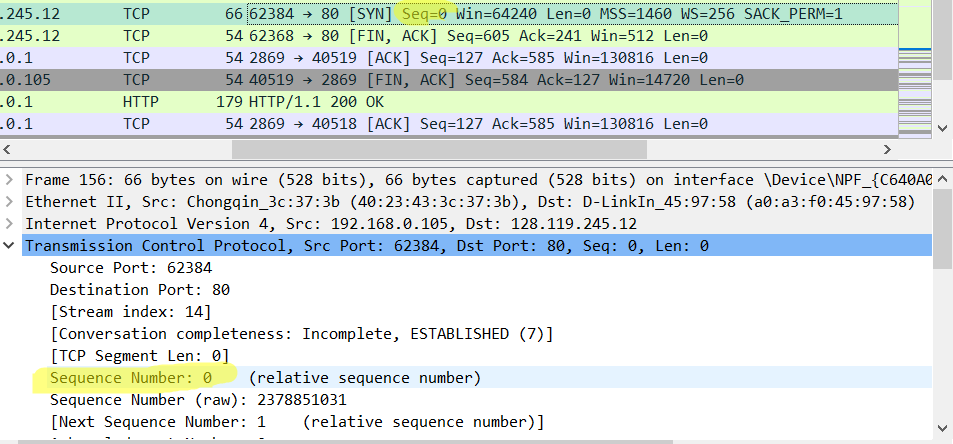 .245.12 TCP 66 62384 → 80 [SYN] Seq=0 Win=64240 Len=0 MSS=1460 WS=256 SACK_PERM=1
.245.12 TCP 54 62368 → 80 [FIN, ACK] Seq=605 Ack=241 Win=512 Len=0
.0.1 TCP 54 2869 → 40519 [ACK] Seq=127 Ack=585 Win=130816 Len=0
.0.105 TCP 54 40519 → 2869 [FIN, ACK] Seq=584 Ack=127 Win=14720 Len=0
.0.1 HTTP 179 HTTP/1.1 200 OK
.0.1 TCP 54 2869 → 40518 [ACK] Seq=127 Ack=585 Win=130816 Len=0
Frame 156: 66 bytes on wire (528 bits), 66 bytes captured (528 bits) on interface \Device\NPF_{C640A0
Ethernet II, Src: Chongqin_3c:37:3b (40:23:43:3c:37:3b), Dst: D-LinkIn_45:97:58 (a0:a3:f0:45:97:58)
Internet Protocol Version 4, Src: 192.168.0.105, Dst: 128.119.245.12
Transmission Control Protocol, Src Port: 62384, Dst Port: 80, Seq: 0, Len: 0
Source Port: 62384
Destination Port: 80
[Stream index: 14]
[Conversation completeness: Incomplete, ESTABLISHED (7)]
[TCP Segment Len: 0]
Sequence Number: 0 (relative sequence number)
Sequence Number (raw): 2378851031
[Next Sequence Number: 1 (relative sequence number)]